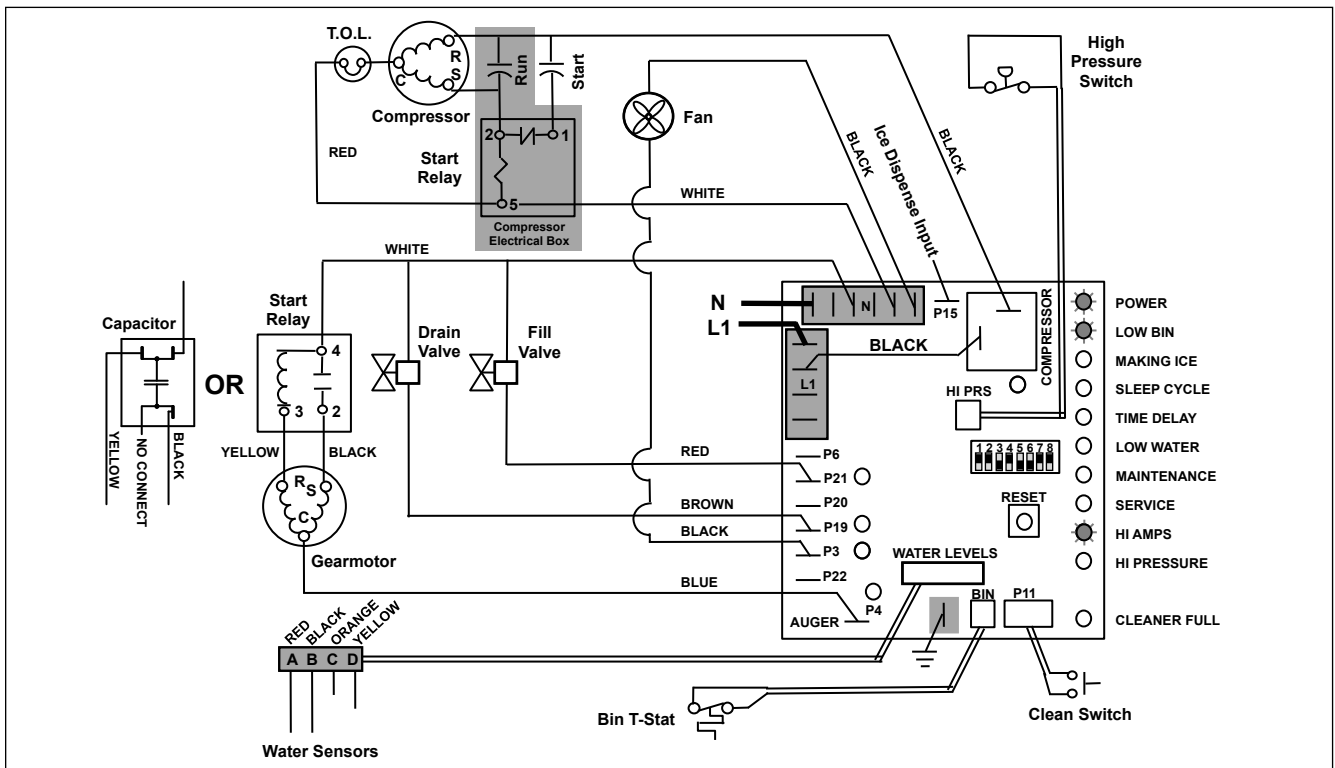 T.O.L.
R
S
C
Compressor
Run
Start
RED
Start
Relay
2
1
5
Compressor
Electrical Box
Fan
High
Pressure
Switch
BLACK
Ice Dispense Input
BLACK
WHITE
WHITE
Capacitor
OR
YELLOW
NO CONNECT
BLACK
Start
Relay
4
3
2
YELLOW
BLACK
R
S
C
Gearmotor
Drain
Valve
Fill
Valve
N
L1
N
L1
BLACK
P15
COMPRESSOR
HI PRS
1 2 3 4 5 6 7 8
RESET
POWER
LOW BIN
MAKING ICE
SLEEP CYCLE
TIME DELAY
LOW WATER
MAINTENANCE
SERVICE
HI AMPS
HI PRESSURE
CLEANER FULL
RED
BROWN
BLACK
BLUE
P6
P21
P20
P19
P3
P22
P4
AUGER
WATER LEVELS
BIN
P11
RED
BLACK
ORANGE
YELLOW
A B C D
Water Sensors
Bin T-Stat
Clean Switch